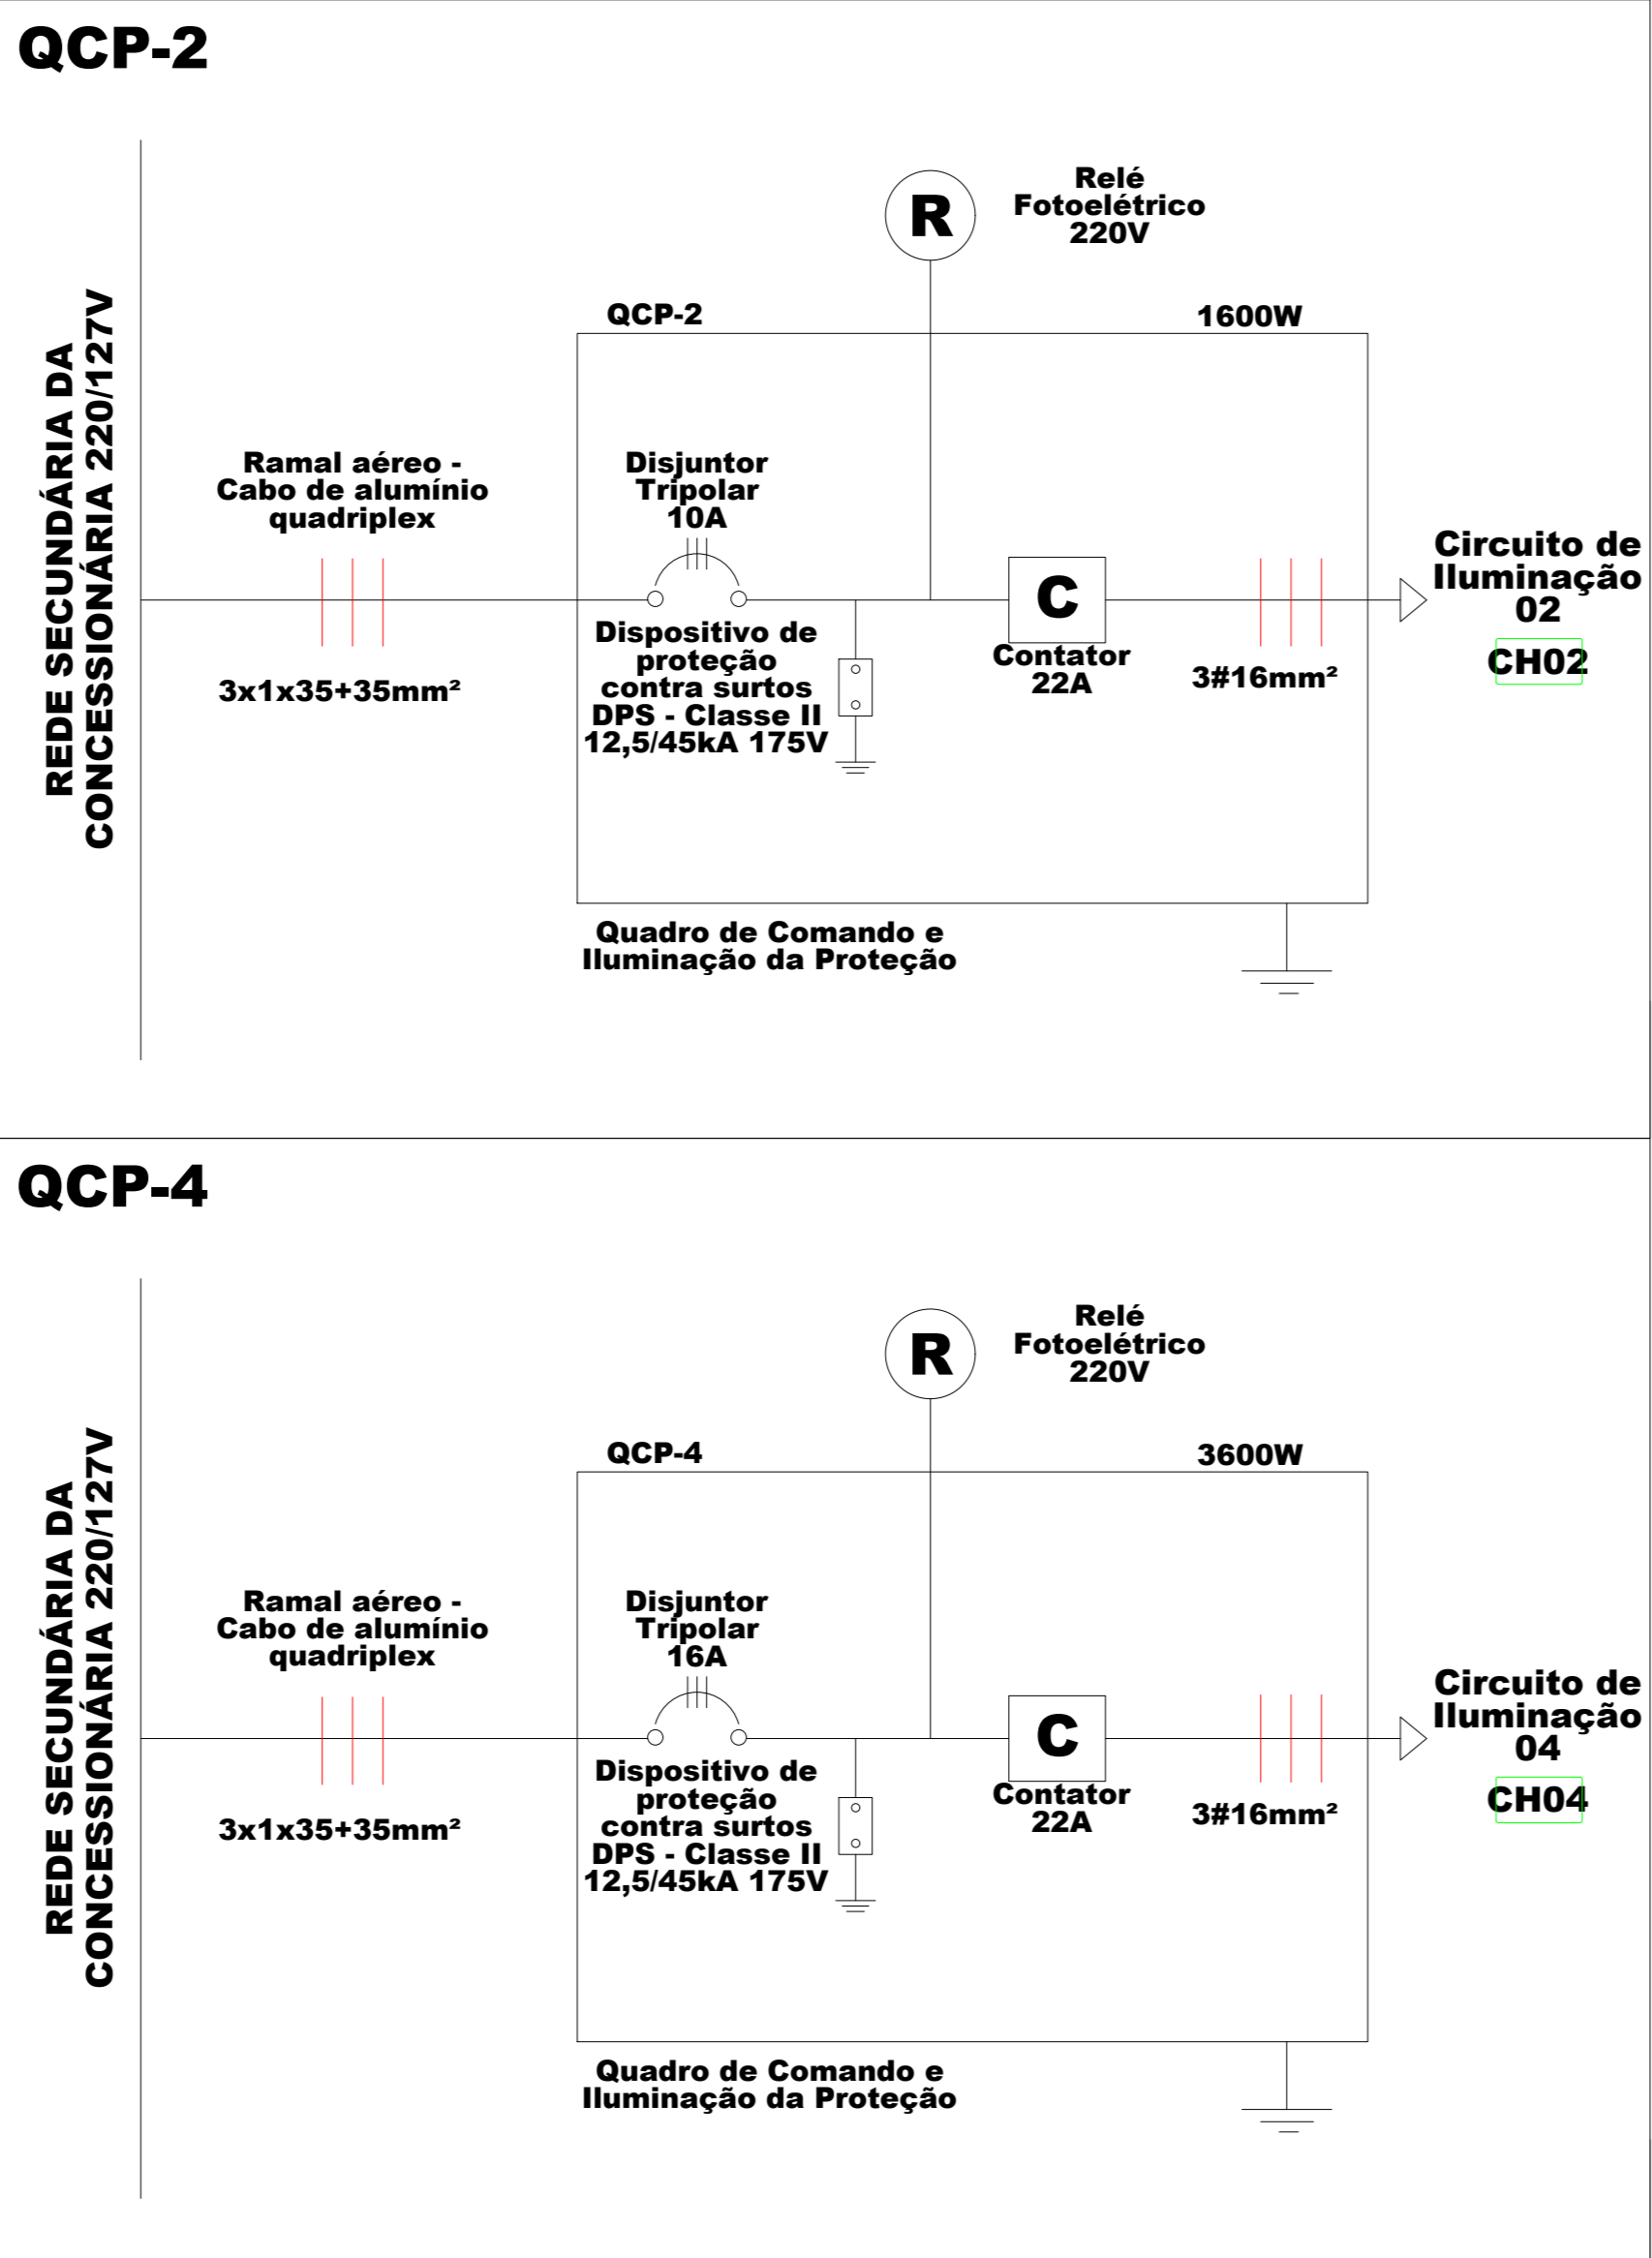 QCP-2
REDE SECUNDÁRIA DA
CONCESSIONÁRIA 220/127V
Ramal aéreo -
Cabo de alumínio
quadriplex
3x1x35+35mm²
R
Relé
Fotoelétrico
220V
QCP-2
1600W
Disjuntor
Tripolar
10A
Dispositivo de
proteção
contra surtos
DPS - Classe II
12,5/45kA 175V
C
Contator
22A
3#16mm²
Circuito de
Iluminação
02
CH02
Quadro de Comando e
Iluminação da Proteção
QCP-4
REDE SECUNDÁRIA DA
CONCESSIONÁRIA 220/127V
Ramal aéreo -
Cabo de alumínio
quadriplex
3x1x35+35mm²
R
Relé
Fotoelétrico
220V
QCP-4
3600W
Disjuntor
Tripolar
16A
Dispositivo de
proteção
contra surtos
DPS - Classe II
12,5/45kA 175V
C
Contator
22A
3#16mm²
Circuito de
Iluminação
04
CH04
Quadro de Comando e
Iluminação da Proteção